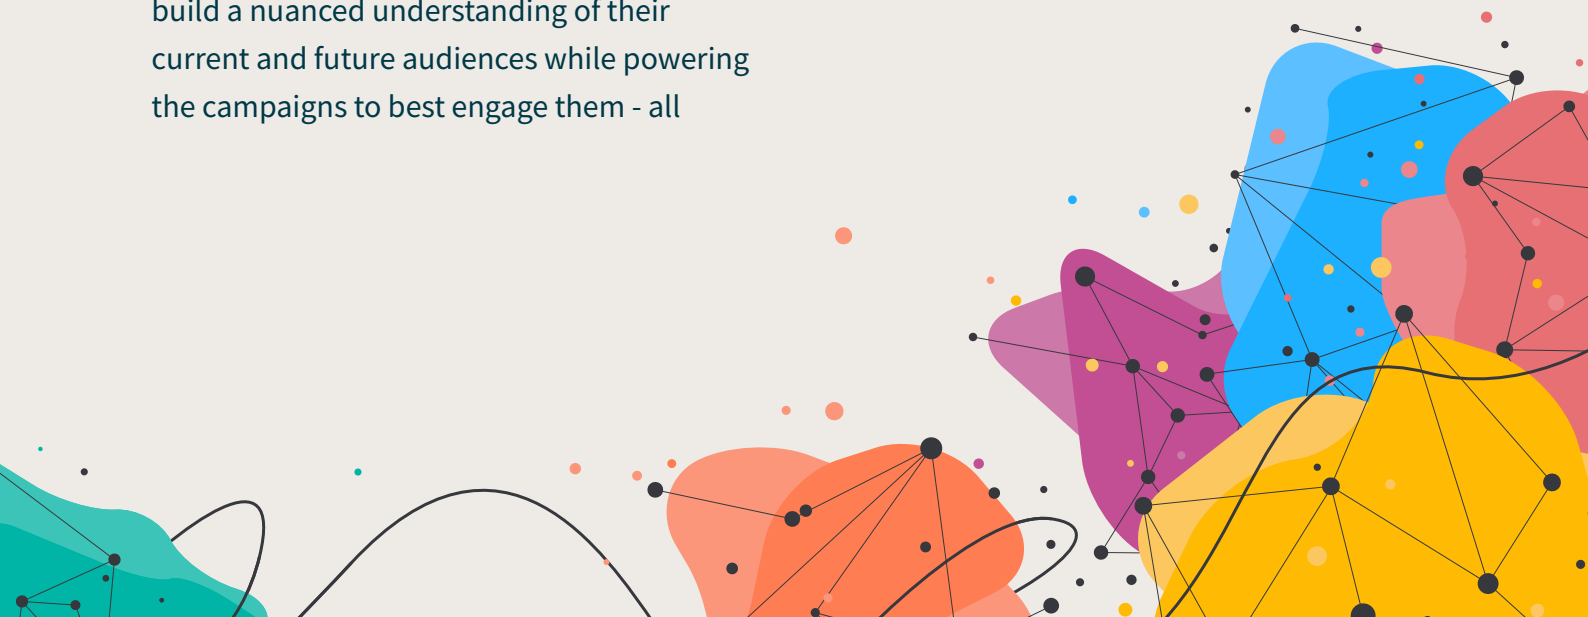 build a nuanced understanding of their
current and future audiences while powering
the campaigns to best engage them - all